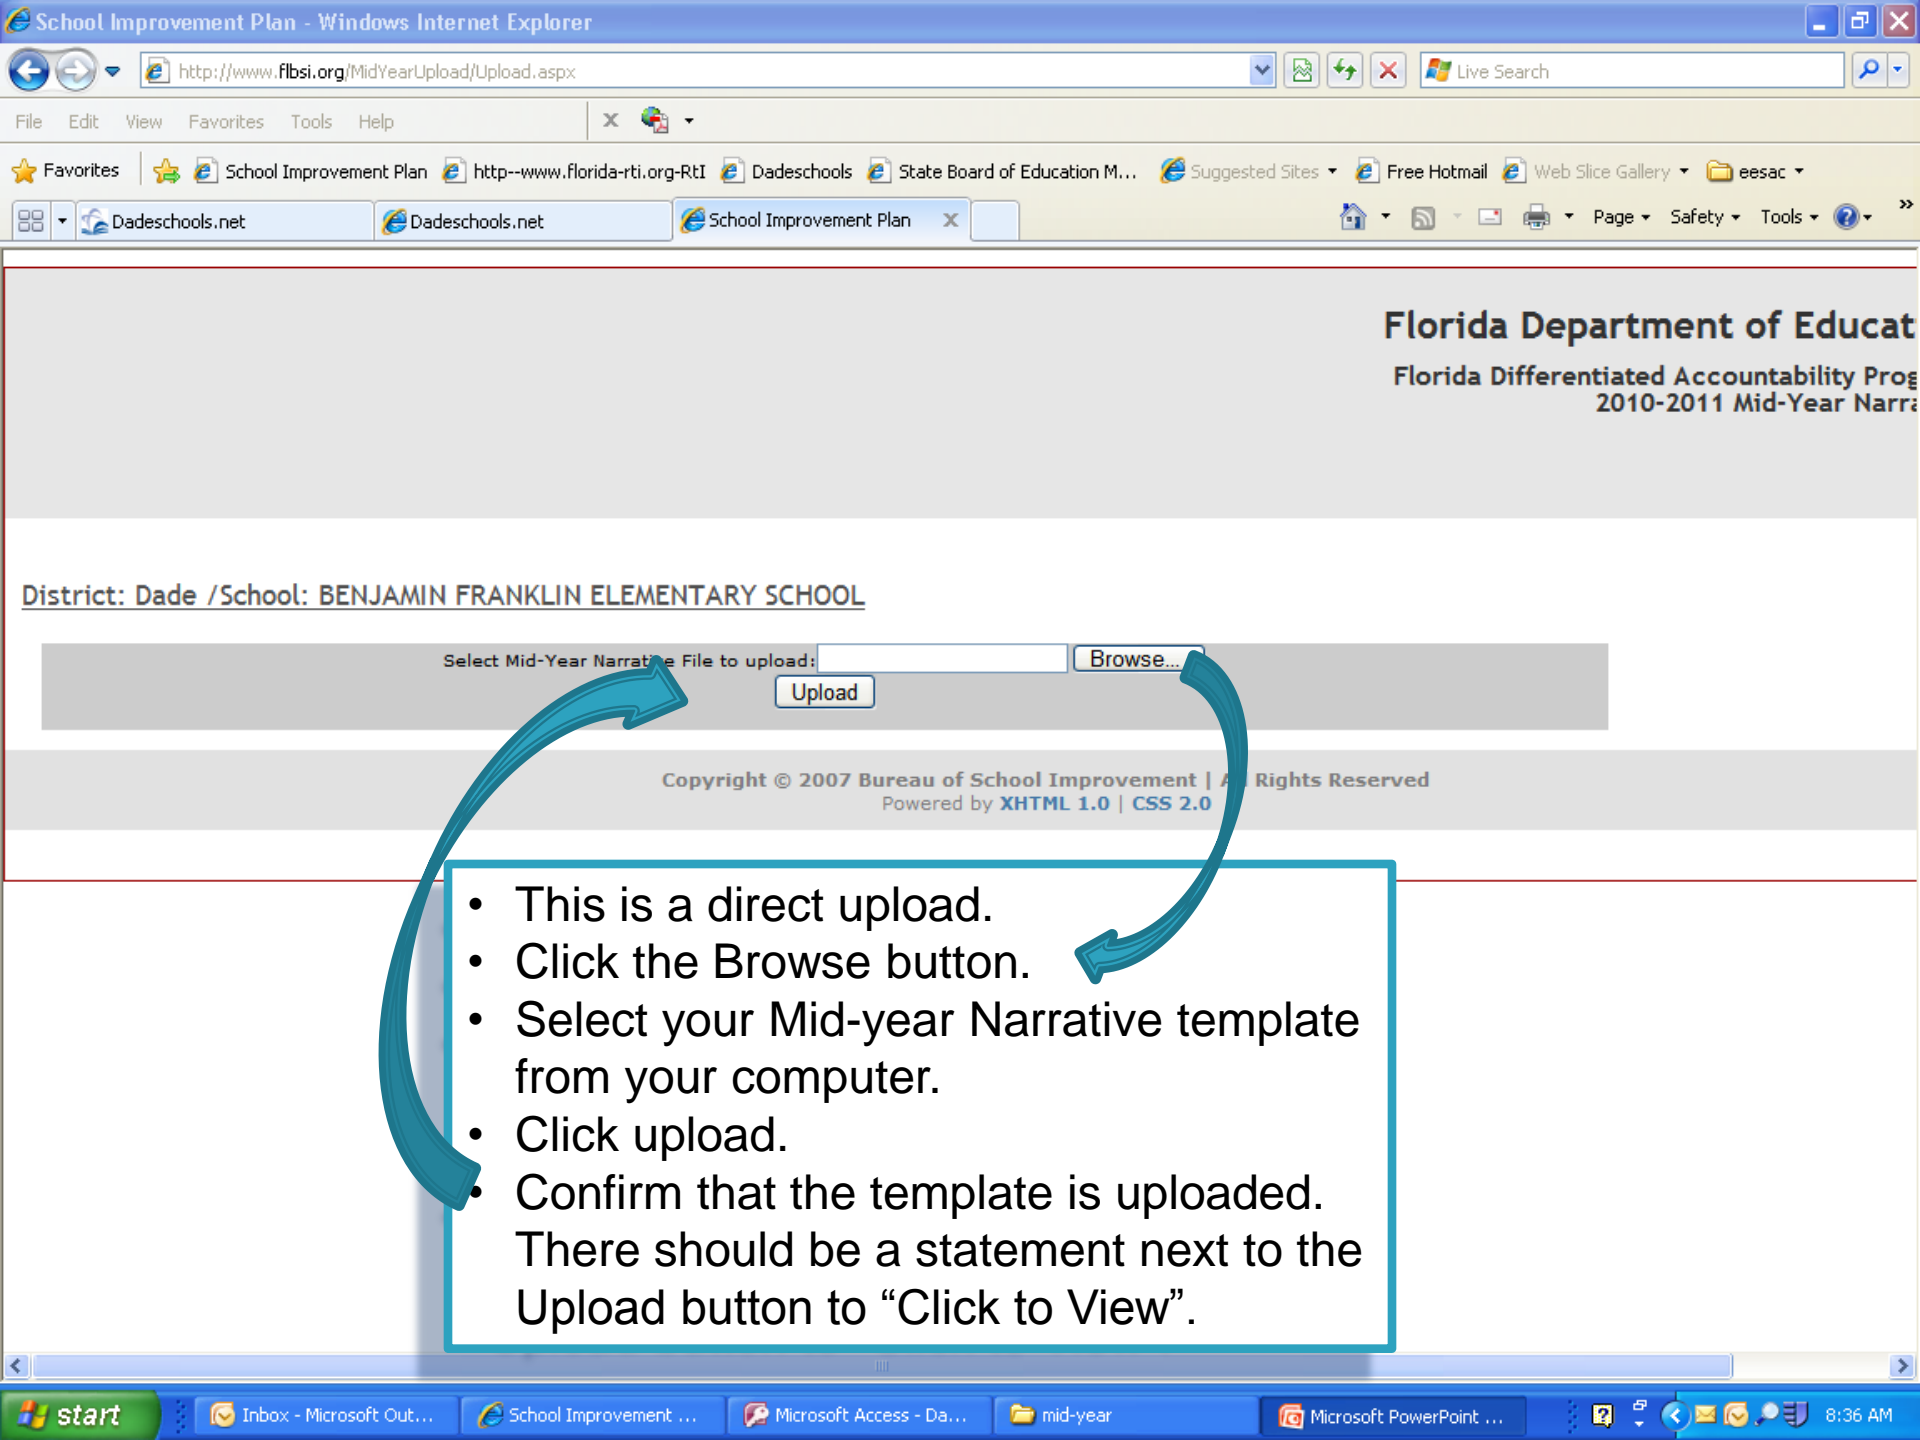 School Improvement Plan - Windows Internet Explorer
http://www.flbsi.org/MidYearUpload/Upload.aspx
Live Search
File Edit View Favorites Tools Help
x
Favorites School Improvement Plan http--www.florida-rti.org-RtI Dadeschools State Board of Education M... Suggested Sites Free Hotmail Web Slice Gallery eesac
Dadeschools.net Dadeschools.net School Improvement Plan x Page Safety Tools »
Florida Department of Educat
Florida Differentiated Accountability Prog
2010-2011 Mid-Year Narra
District: Dade /School: BENJAMIN FRANKLIN ELEMENTARY SCHOOL
Select Mid-Year Narrative File to upload: Browse...
Upload
Copyright © 2007 Bureau of School Improvement | All Rights Reserved
Powered by XHTML 1.0 | CSS 2.0
• This is a direct upload.
• Click the Browse button.
• Select your Mid-year Narrative template
from your computer.
• Click upload.
• Confirm that the template is uploaded.
There should be a statement next to the
Upload button to “Click to View”.
start Inbox - Microsoft Out... School Improvement ... Microsoft Access - Da... mid-year Microsoft PowerPoint ... 8:36 AM